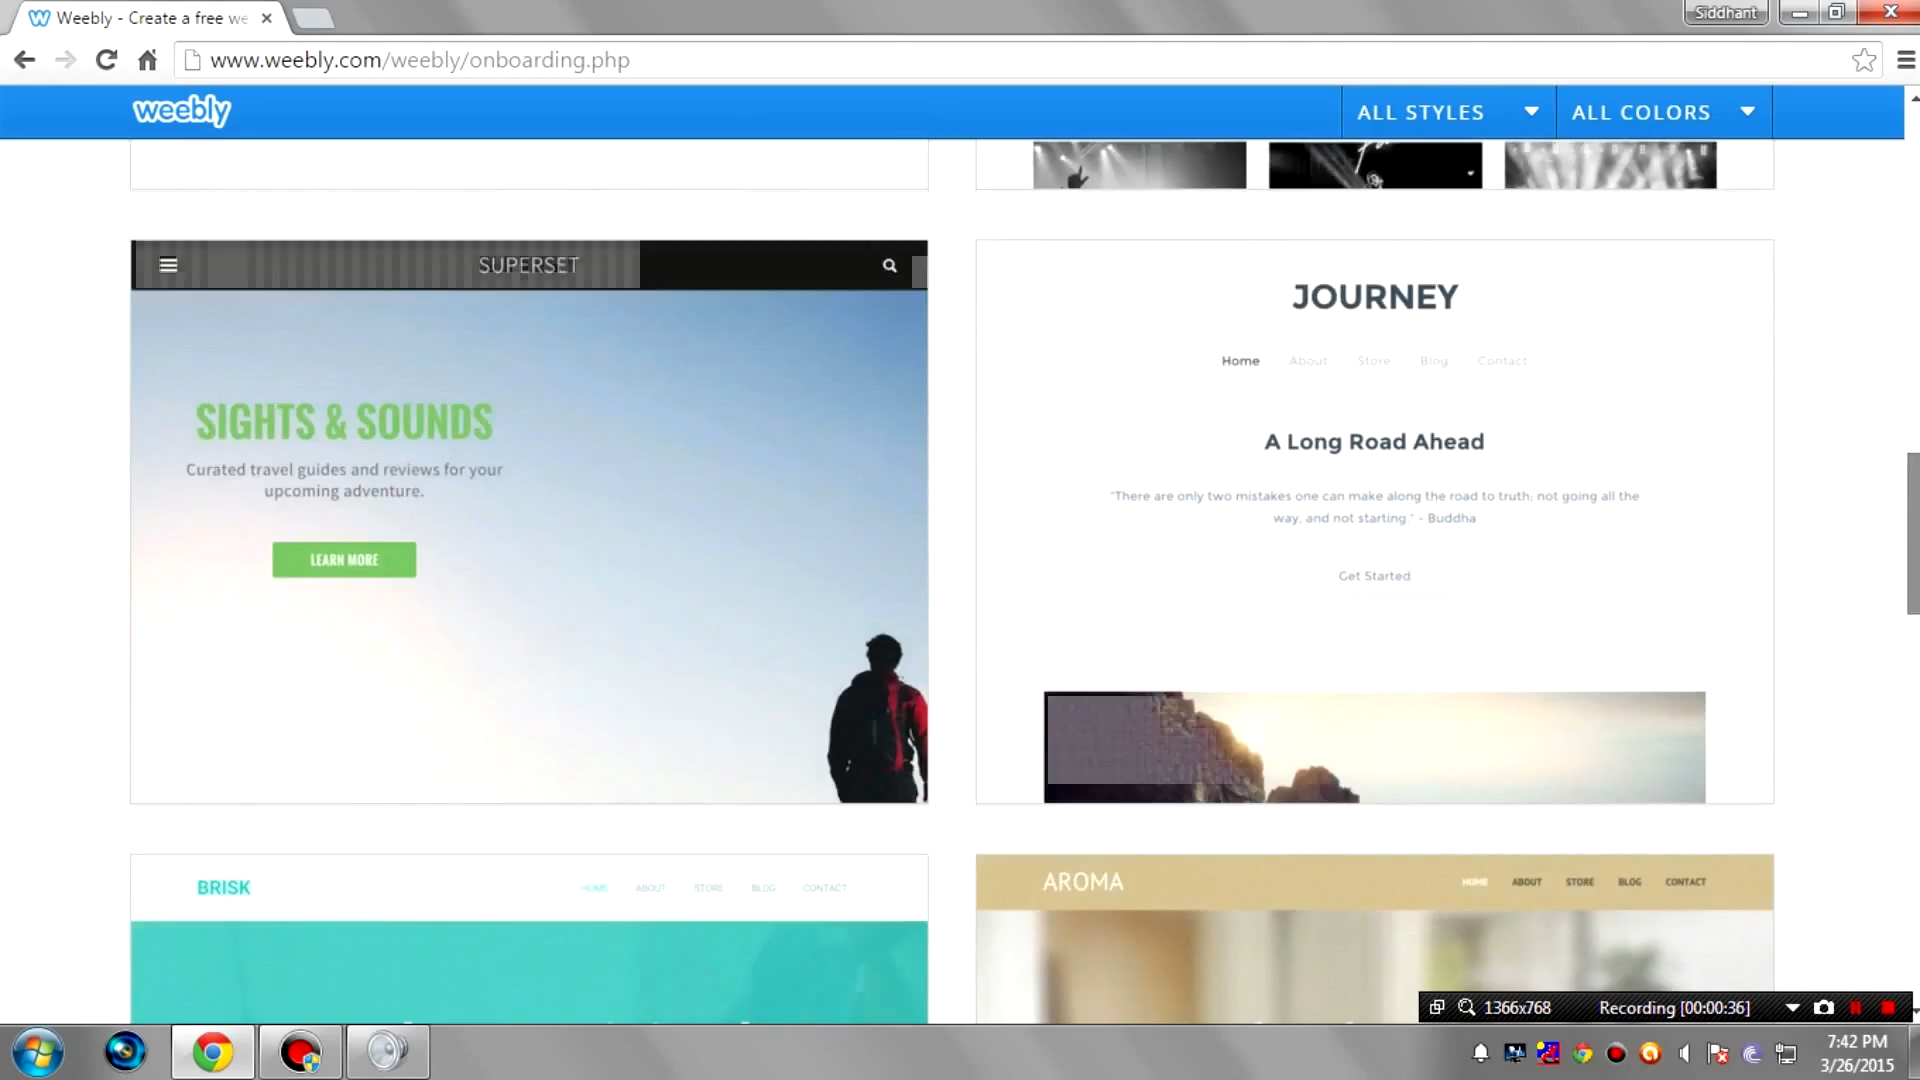 Weebly - Create a free we
Siddhant
www.weebly.com/weebly/onboarding.php
weebly
ALL STYLES
ALL COLORS
SUPERSET
SIGHTS & SOUNDS
Curated travel guides and reviews for your
upcoming adventure.
LEARN MORE
JOURNEY
Home About Store Blog Contact
A Long Road Ahead
"There are only two mistakes one can make along the road to truth; not going all the
way, and not starting." - Buddha
Get Started
BRISK
HOME ABOUT STORE BLOG CONTACT
AROMA
HOME ABOUT STORE BLOG CONTACT
1366x768 Recording [00:00:36]
7:42 PM
3/26/2015